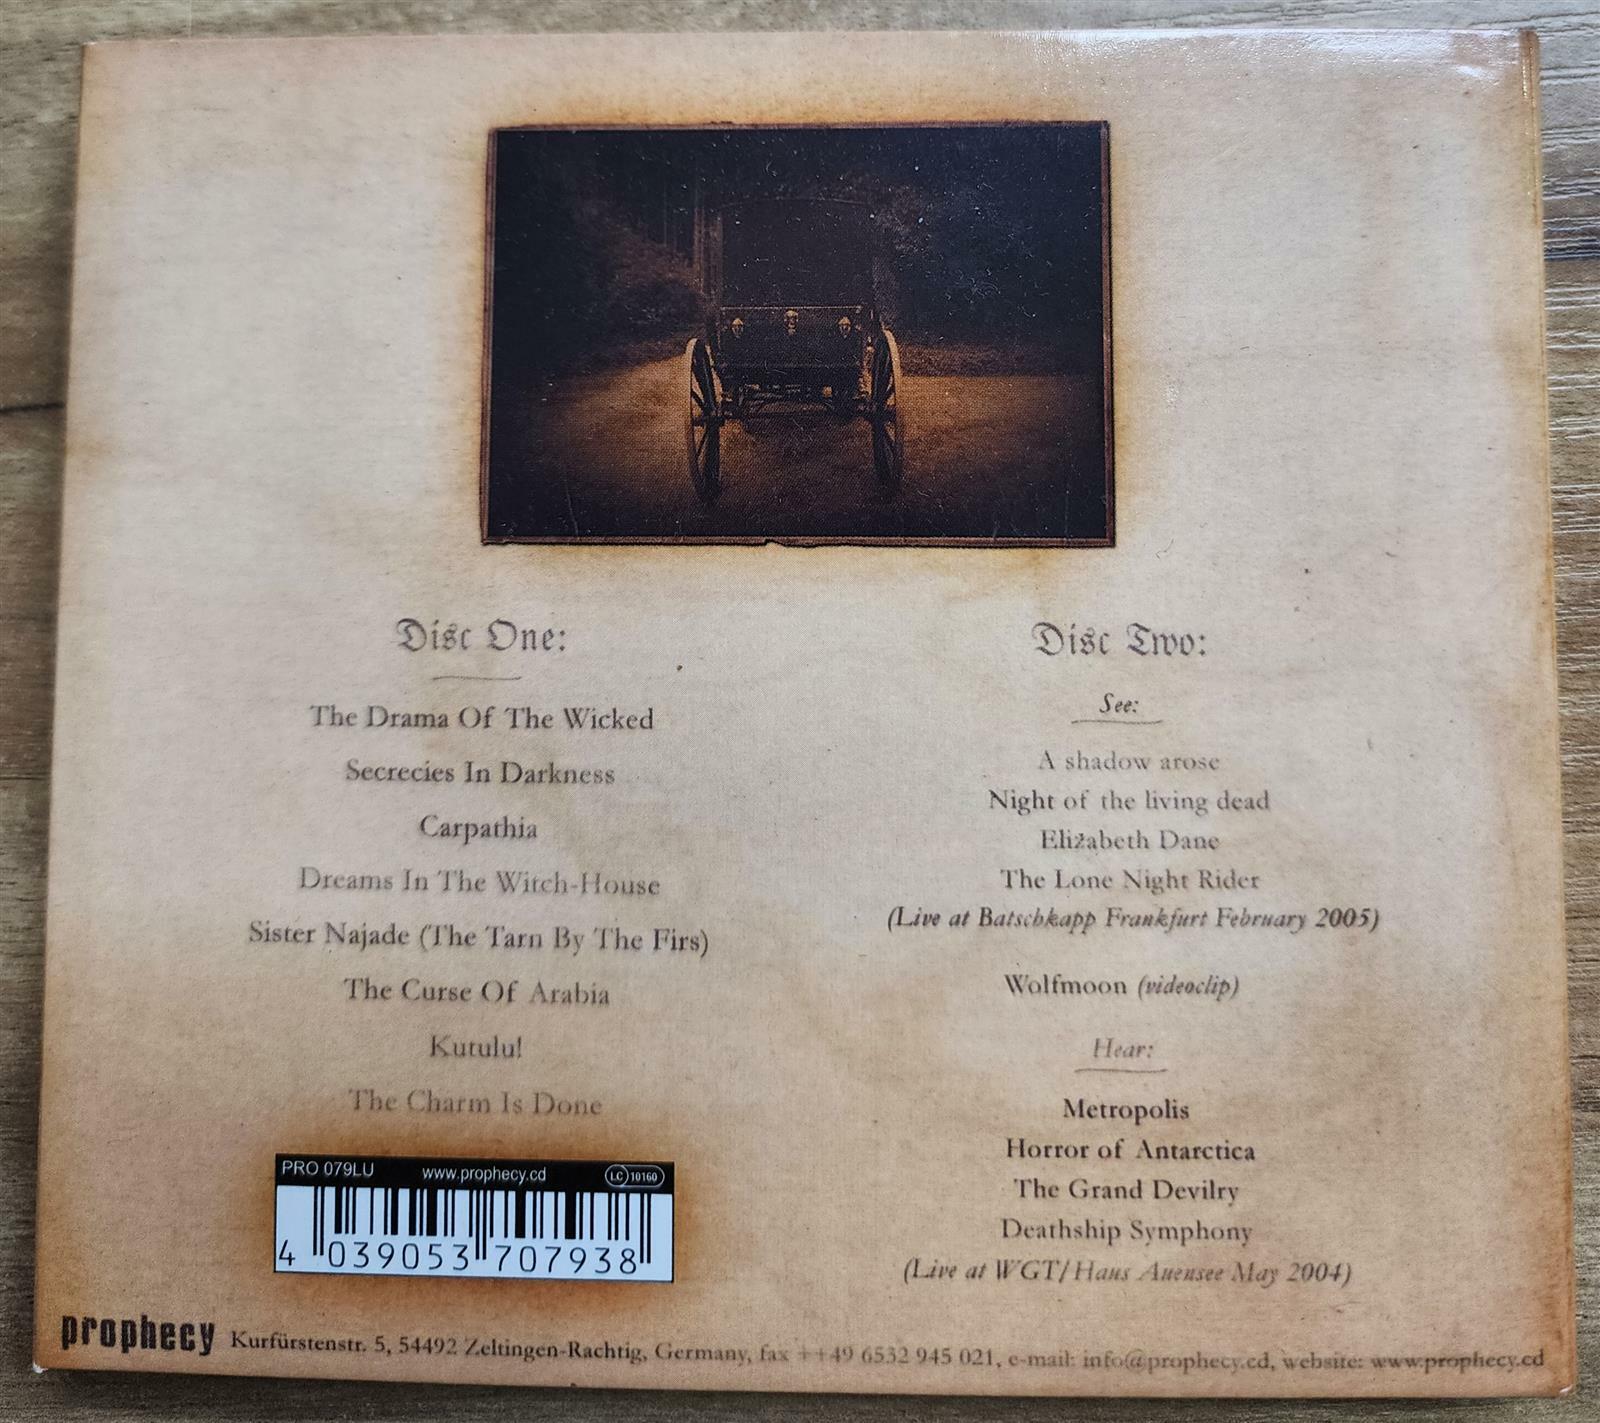 Disc One:
The Drama Of The Wicked
Secrecies In Darkness
Carpathia
Dreams In The Witch-House
Sister Najade (The Tarn By The Firs)
The Curse Of Arabia
Kutulu!
The Charm Is Done
Disc Two:
See:
A shadow arose
Night of the living dead
Elizabeth Dane
The Lone Night Rider
(Live at Batschkapp Frankfurt February 2005)
Wolfmoon (videoclip)
Hear:
Metropolis
Horror of Antarctica
The Grand Devilry
Deathship Symphony
(Live at WGT/Haus Auensee May 2004)
PRO 079LU www.prophecy.cd LC 10160
4 039053 707938
prophecy Kurfürstenstr. 5, 54492 Zeltingen-Rachtig, Germany, fax ++49 6532 945 021, e-mail: info@prophecy.cd, website: www.prophecy.cd